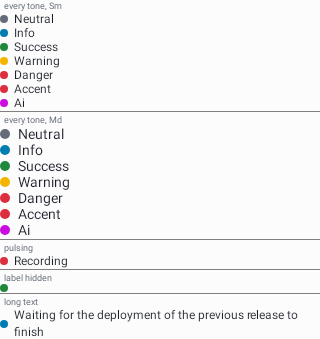 every tone, Sm
Neutral
Info
Success
Warning
Danger
Accent
Ai
every tone, Md
Neutral
Info
Success
Warning
Danger
Accent
Ai
pulsing
Recording
label hidden
long text
Waiting for the deployment of the previous release to
finish